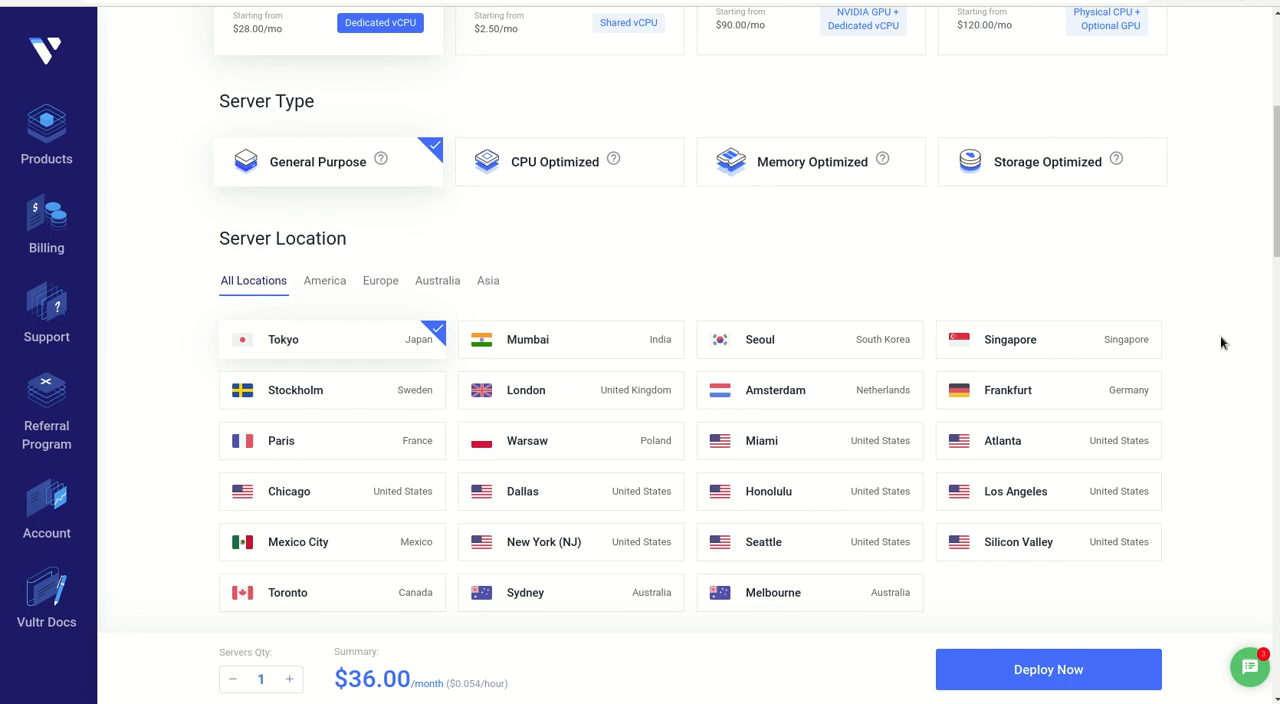 Starting from
$28.00/mo
Dedicated vCPU
Starting from
$2.50/mo
Shared vCPU
Starting from
$90.00/mo
NVIDIA GPU +
Dedicated vCPU
Starting from
$120.00/mo
Physical CPU +
Optional GPU
Products
Billing
Support
Referral
Program
Account
Vultr Docs
Server Type
General Purpose ?
CPU Optimized ?
Memory Optimized ?
Storage Optimized ?
Server Location
All Locations America Europe Australia Asia
Tokyo Japan
Mumbai India
Seoul South Korea
Singapore Singapore
Stockholm Sweden
London United Kingdom
Amsterdam Netherlands
Frankfurt Germany
Paris France
Warsaw Poland
Miami United States
Atlanta United States
Chicago United States
Dallas United States
Honolulu United States
Los Angeles United States
Mexico City Mexico
New York (NJ) United States
Seattle United States
Silicon Valley United States
Toronto Canada
Sydney Australia
Melbourne Australia
Servers Qty:
− 1 +
Summary:
$36.00/month ($0.054/hour)
Deploy Now
3